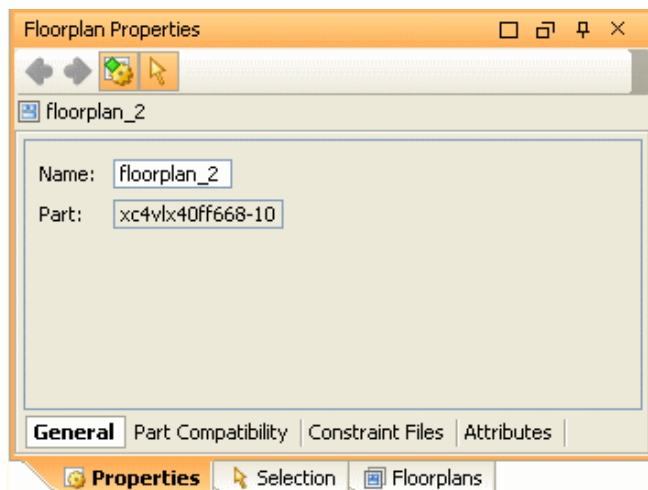 Floorplan Properties
floorplan_2
Name: floorplan_2
Part: xc4vlx40ff668-10
General Part Compatibility Constraint Files Attributes
Properties Selection Floorplans